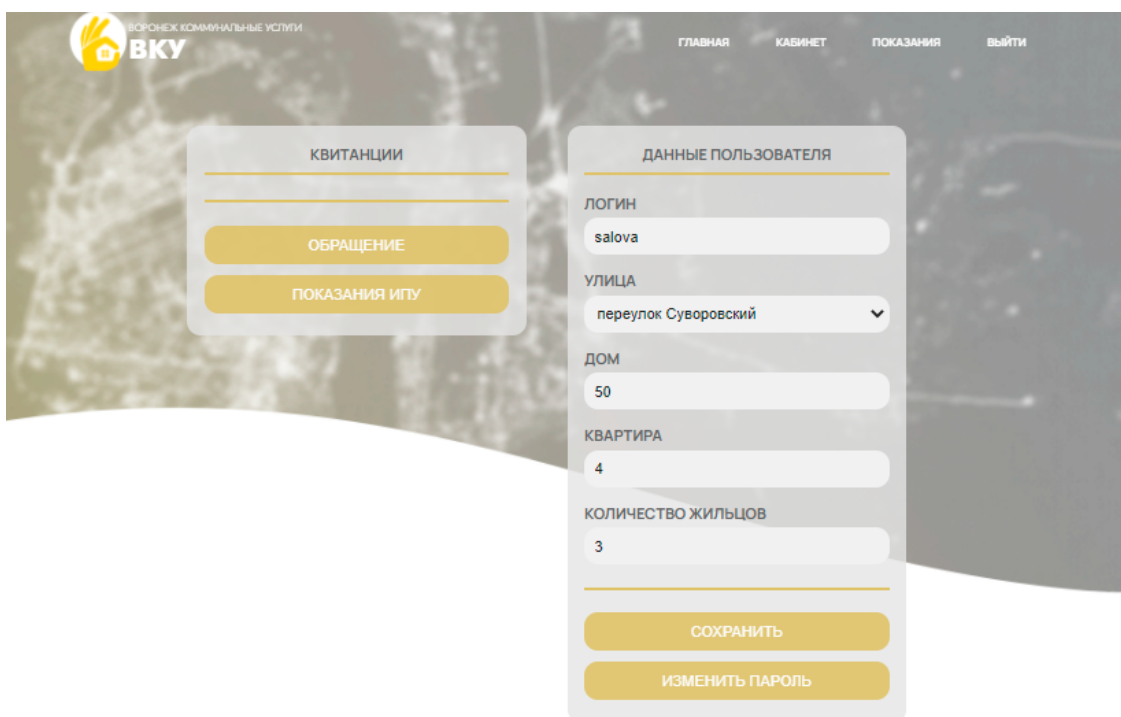 ВОРОНЕЖ КОММУНАЛЬНЫЕ УСЛУГИ
ВКУ
ГЛАВНАЯ КАБИНЕТ ПОКАЗАНИЯ ВЫЙТИ
КВИТАНЦИИ
ОБРАЩЕНИЕ
ПОКАЗАНИЯ ИПУ
ДАННЫЕ ПОЛЬЗОВАТЕЛЯ
ЛОГИН
salova
УЛИЦА
переулок Суворовский
ДОМ
50
КВАРТИРА
4
КОЛИЧЕСТВО ЖИЛЬЦОВ
3
СОХРАНИТЬ
ИЗМЕНИТЬ ПАРОЛЬ